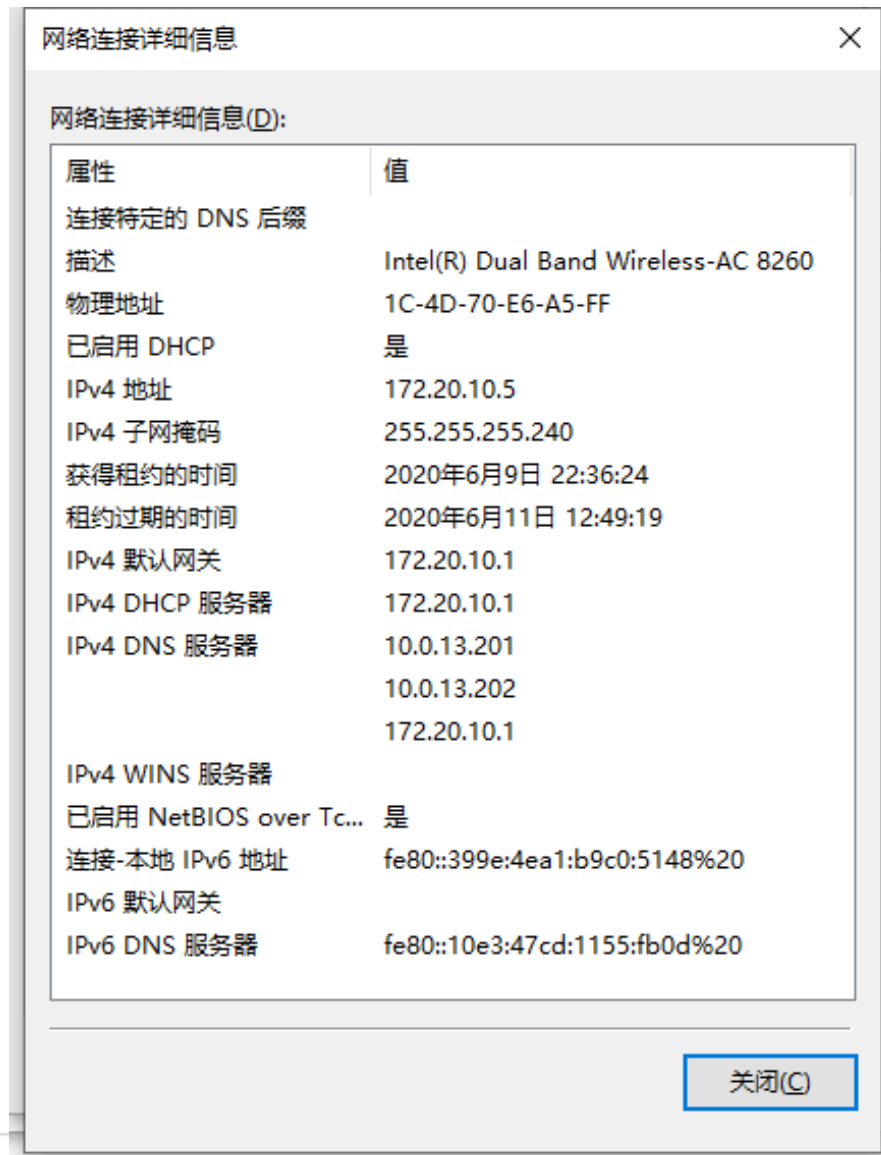 网络连接详细信息
网络连接详细信息(D):
属性 值
连接特定的 DNS 后缀
描述 Intel(R) Dual Band Wireless-AC 8260
物理地址 1C-4D-70-E6-A5-FF
已启用 DHCP 是
IPv4 地址 172.20.10.5
IPv4 子网掩码 255.255.255.240
获得租约的时间 2020年6月9日 22:36:24
租约过期的时间 2020年6月11日 12:49:19
IPv4 默认网关 172.20.10.1
IPv4 DHCP 服务器 172.20.10.1
IPv4 DNS 服务器 10.0.13.201
10.0.13.202
172.20.10.1
IPv4 WINS 服务器
已启用 NetBIOS over Tc... 是
连接-本地 IPv6 地址 fe80::399e:4ea1:b9c0:5148%20
IPv6 默认网关
IPv6 DNS 服务器 fe80::10e3:47cd:1155:fb0d%20
关闭(C)